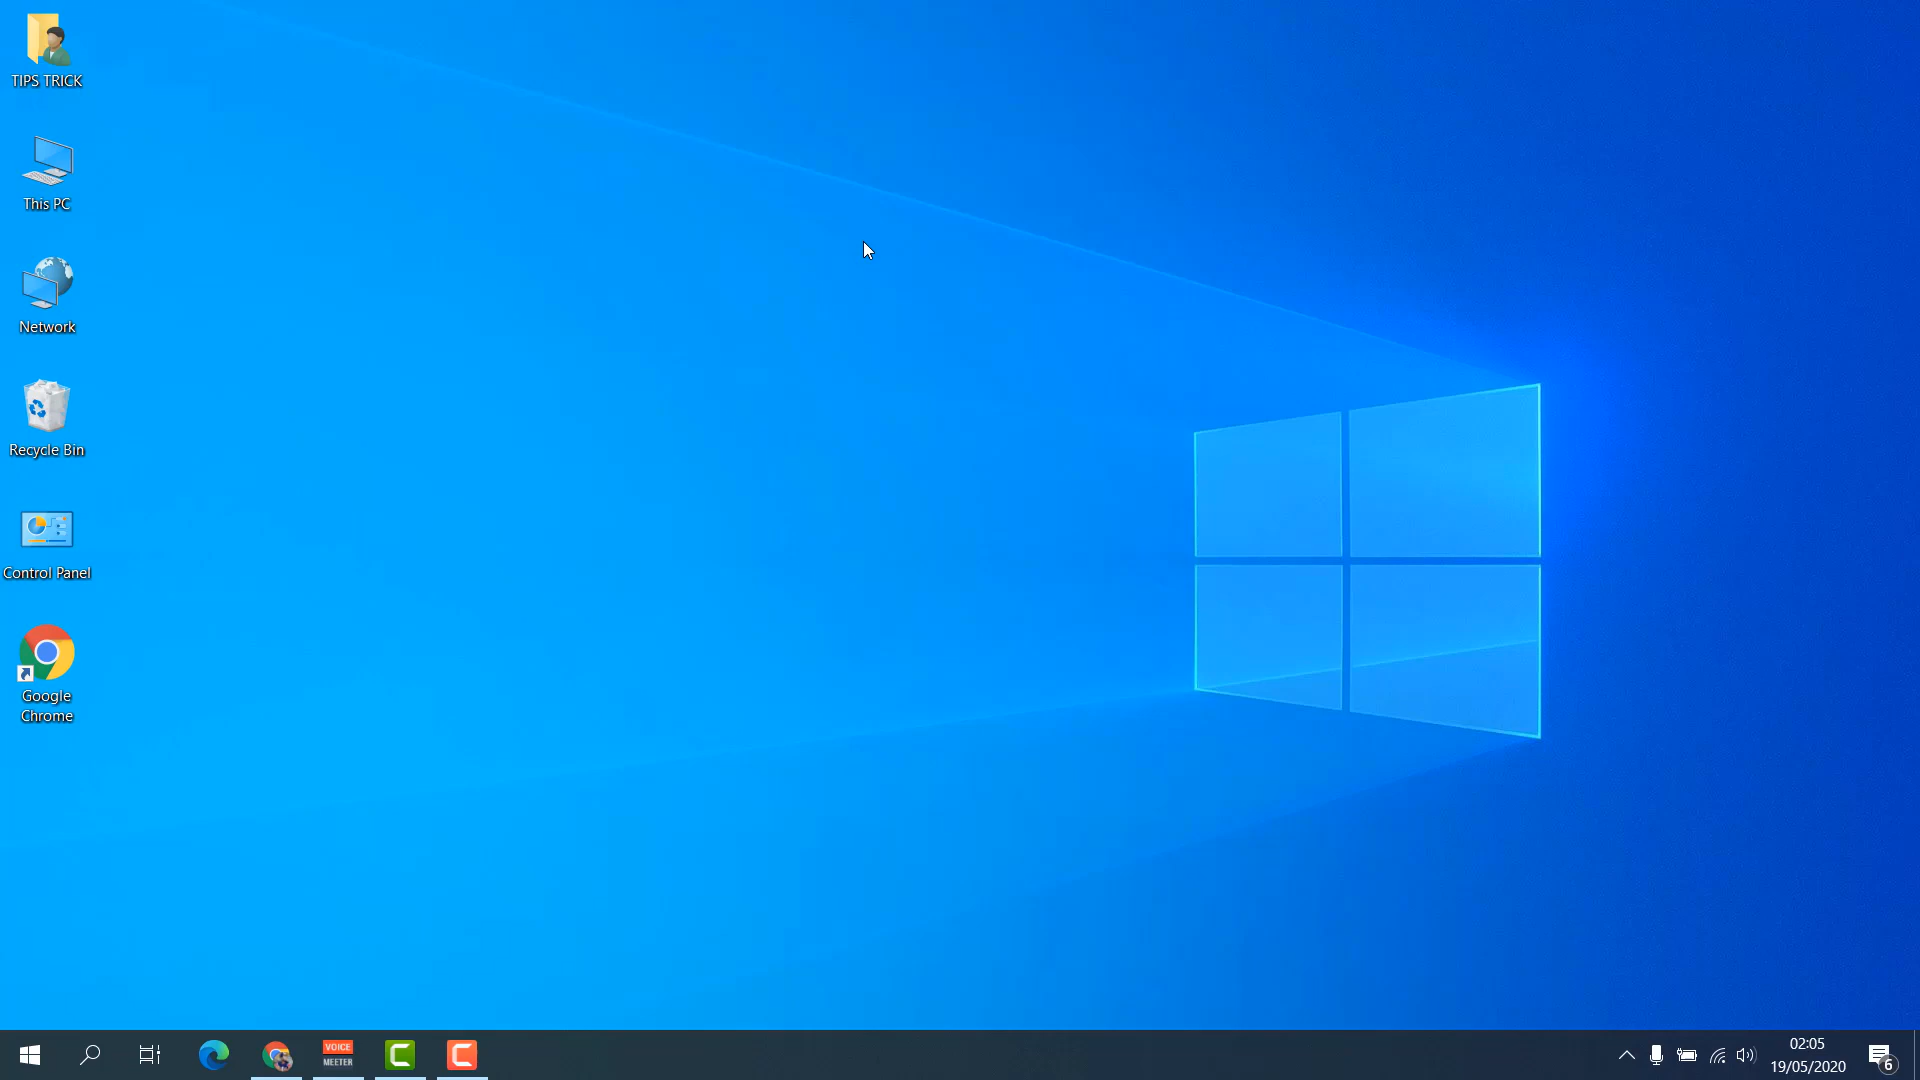 TIPS TRICK
This PC
Network
Recycle Bin
Control Panel
Google
Chrome
VOICE
MEETER
02:05
19/05/2020
6